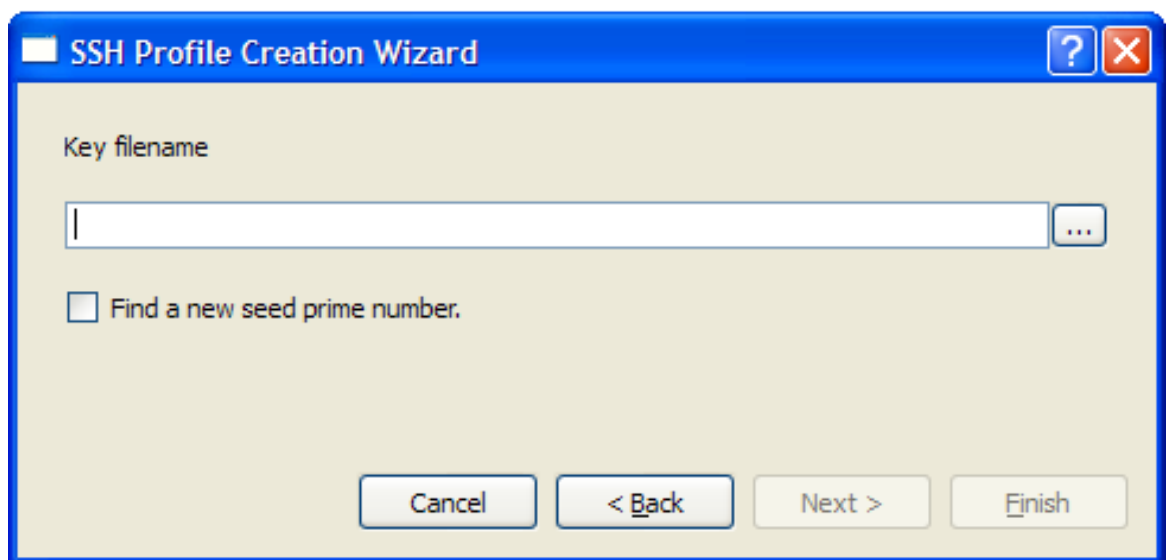 SSH Profile Creation Wizard
?
Key filename
...
Find a new seed prime number.
Cancel < Back Next > Finish